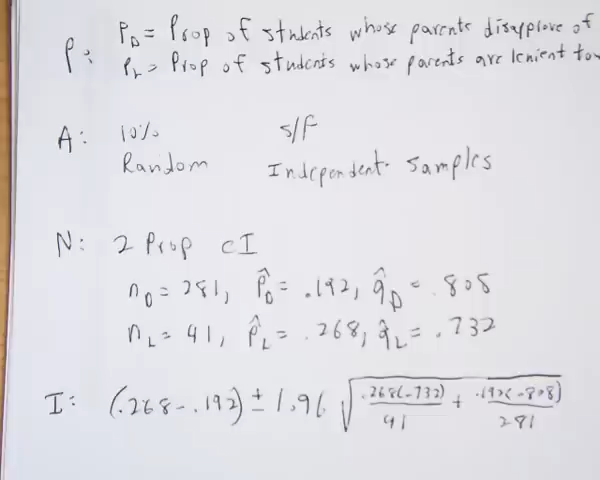 P: P_D = Prop of students whose parents disapprove of
P_L = Prop of students whose parents are lenient
A: 10% S/F
Random Independent Samples
N: 2 Prop CI
n_D = 281, p̂_D = .192, q̂_D = .808
n_L = 41, p̂_L = .268, q̂_L = .732
I: (.268 - .192) ± 1.96 √(.268(.732)/41 + .192(.808)/281)